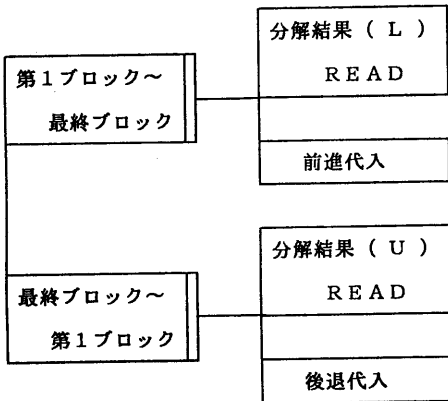 分解結果（Ｌ）
ＲＥＡＤ
第１ブロック～
最終ブロック
前進代入
分解結果（Ｕ）
ＲＥＡＤ
最終ブロック～
第１ブロック
後退代入